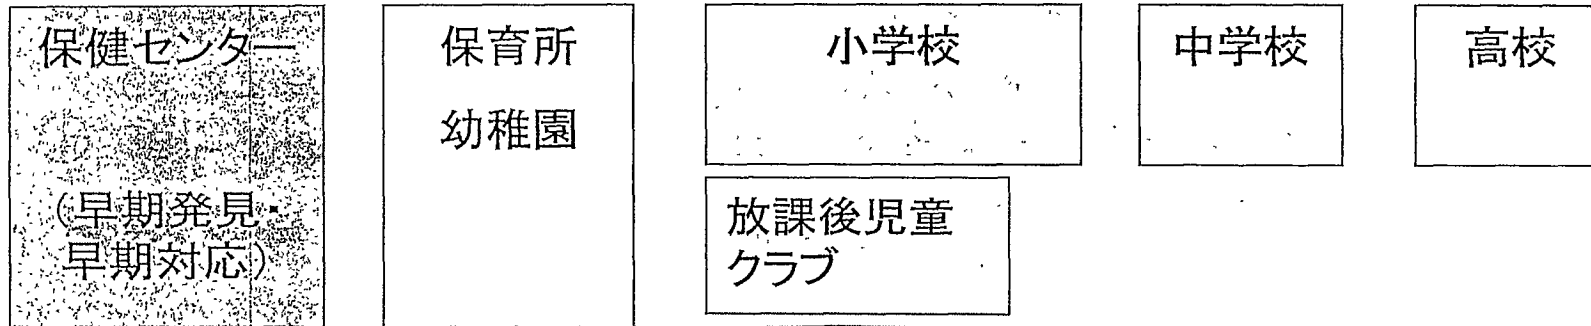 保健センター
(早期発見・
早期対応)
保育所
幼稚園
小学校
放課後児童
クラブ
中学校
高校